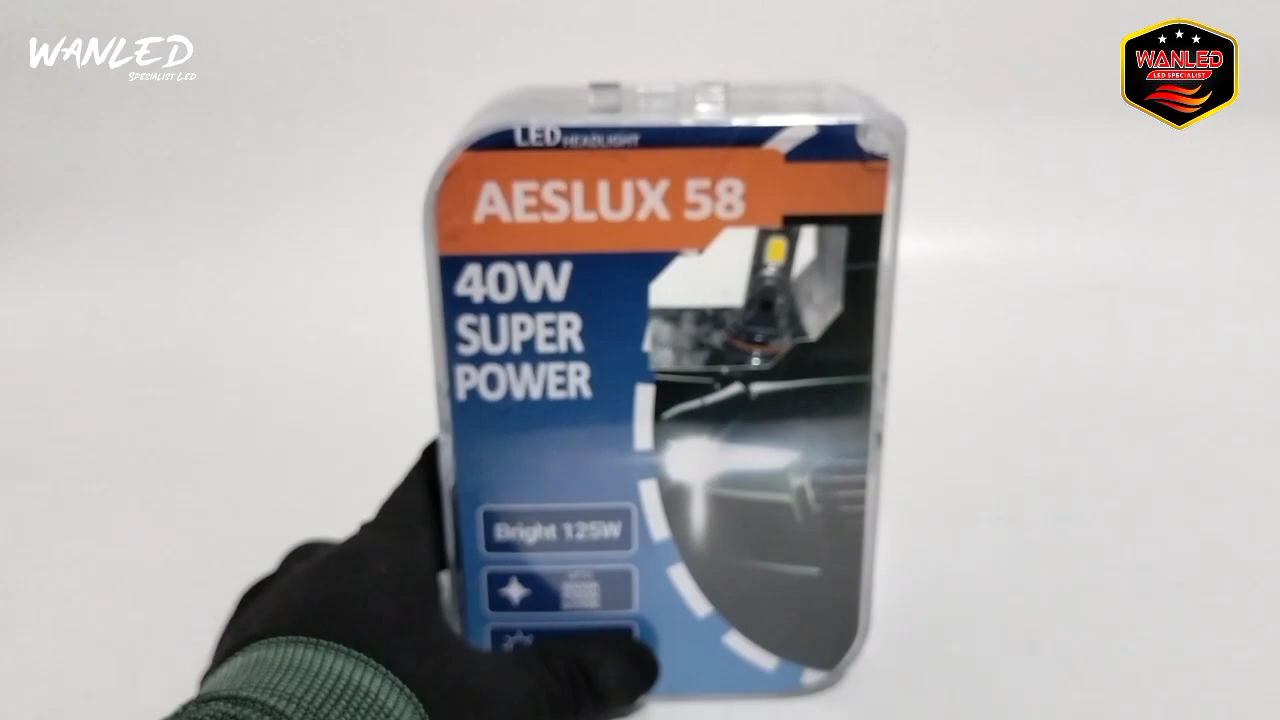 WANLED
SPESIALIST LED
WANLED
LED SPECIALIST
LED HEADLIGHT
AESLUX 58
40W
SUPER
POWER
Bright 125W